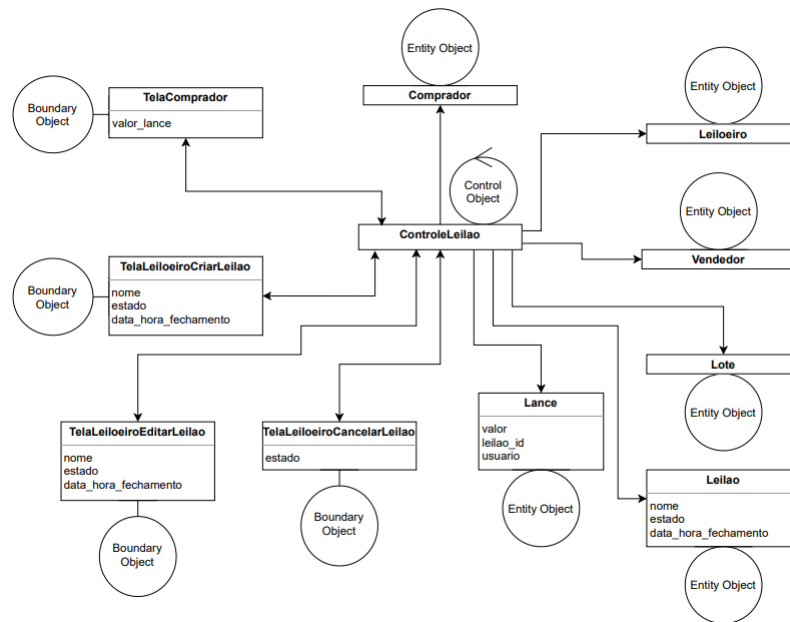 Entity Object
Comprador
Entity Object
Leiloeiro
Boundary
Object
TelaComprador
valor_lance
Control
Object
ControleLeilao
Entity Object
Vendedor
Boundary
Object
TelaLeiloeiroCriarLeilao
nome
estado
data_hora_fechamento
Lote
Entity Object
TelaLeiloeiroEditarLeilao
nome
estado
data_hora_fechamento
Boundary
Object
TelaLeiloeiroCancelarLeilao
estado
Boundary
Object
Lance
valor
leilao_id
usuario
Entity Object
Leilao
nome
estado
data_hora_fechamento
Entity Object